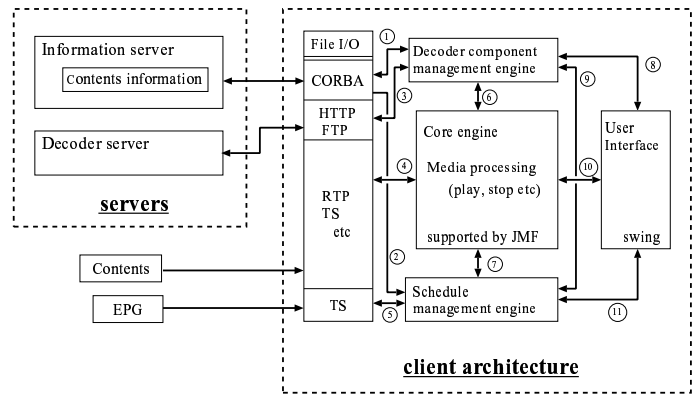 Information server
Contents information
Decoder server
servers
Contents
EPG
File I/O
CORBA
HTTP
FTP
RTP
TS
etc
TS
1
3
4
2
5
Decoder component
management engine
6
Core engine
Media processing
(play, stop etc)
supported by JMF
7
Schedule
management engine
8
9
10
11
User
Interface
swing
client architecture